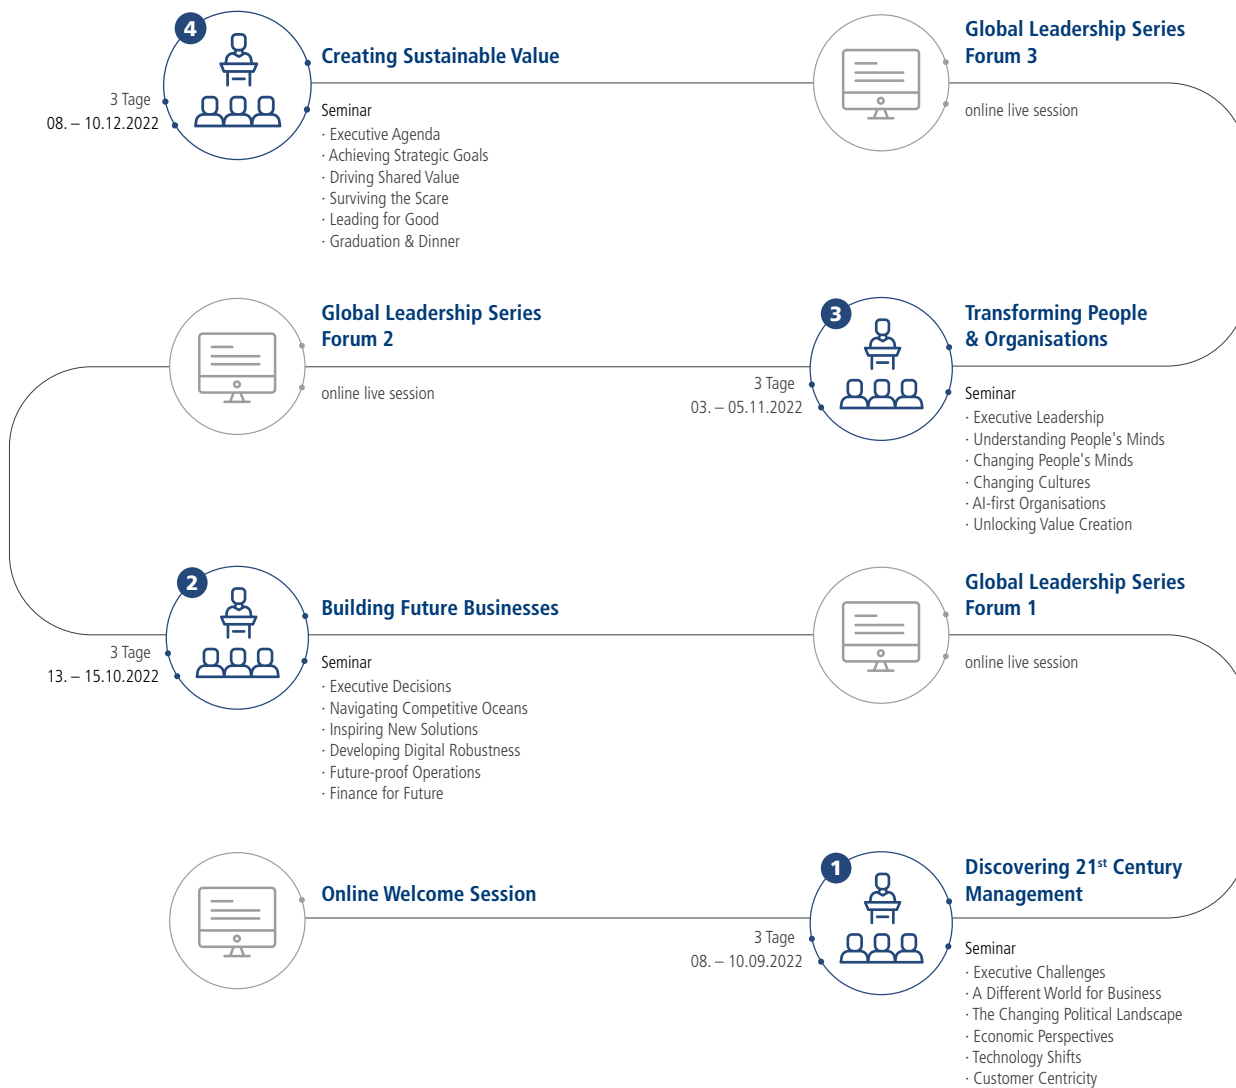 4
Creating Sustainable Value
3 Tage
08. – 10.12.2022
Seminar
· Executive Agenda
· Achieving Strategic Goals
· Driving Shared Value
· Surviving the Scare
· Leading for Good
· Graduation & Dinner
Global Leadership Series
Forum 3
online live session
Global Leadership Series
Forum 2
online live session
3
Transforming People
& Organisations
3 Tage
03. – 05.11.2022
Seminar
· Executive Leadership
· Understanding People's Minds
· Changing People's Minds
· Changing Cultures
· AI-first Organisations
· Unlocking Value Creation
2
Building Future Businesses
3 Tage
13. – 15.10.2022
Seminar
· Executive Decisions
· Navigating Competitive Oceans
· Inspiring New Solutions
· Developing Digital Robustness
· Future-proof Operations
· Finance for Future
Global Leadership Series
Forum 1
online live session
Online Welcome Session
1
Discovering 21st Century
Management
3 Tage
08. – 10.09.2022
Seminar
· Executive Challenges
· A Different World for Business
· The Changing Political Landscape
· Economic Perspectives
· Technology Shifts
· Customer Centricity